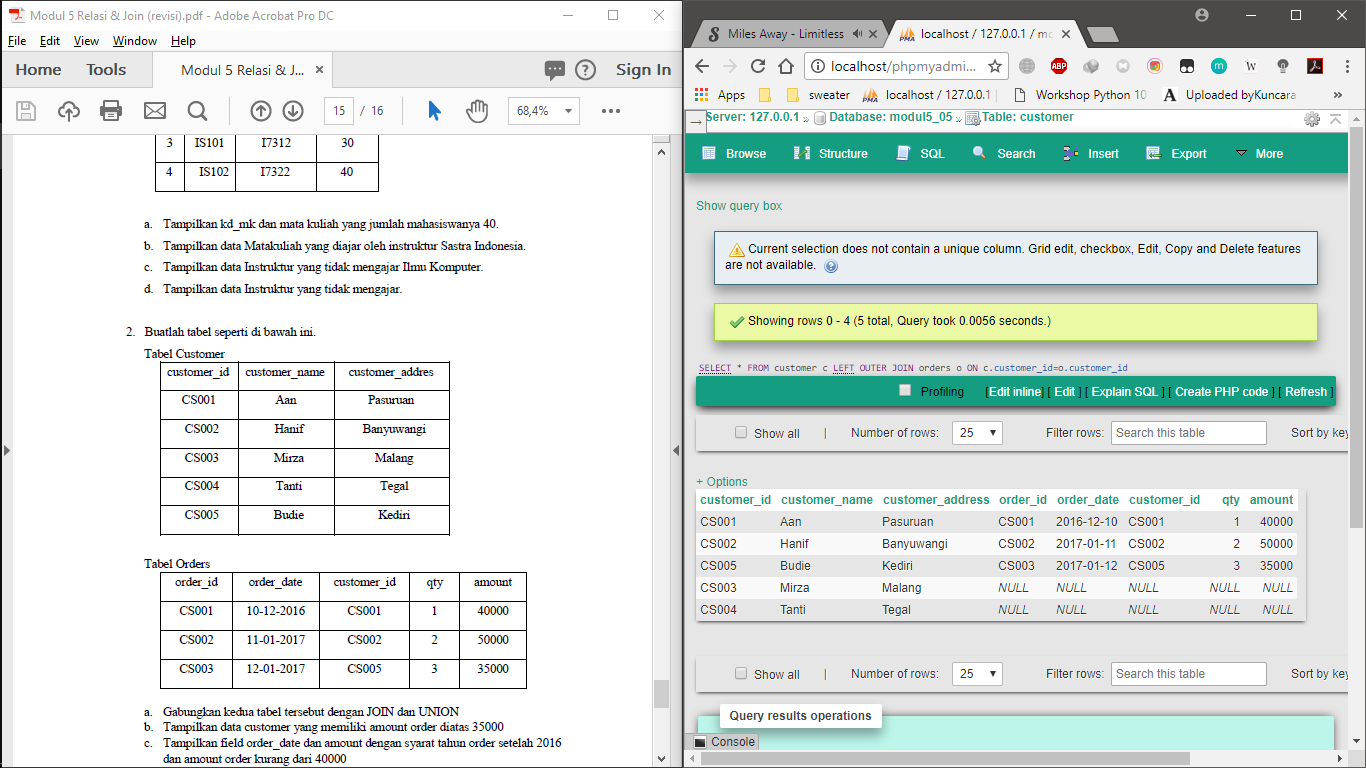 Modul 5 Relasi & Join (revisi).pdf - Adobe Acrobat Pro DC
File Edit View Window Help
Home Tools Modul 5 Relasi & J... × Sign In
15 / 16 68,4%
3 IS101 I7312 30
4 IS102 I7322 40
a. Tampilkan kd_mk dan mata kuliah yang jumlah mahasiswanya 40.
b. Tampilkan data Matakuliah yang diajar oleh instruktur Sastra Indonesia.
c. Tampilkan data Instruktur yang tidak mengajar Ilmu Komputer.
d. Tampilkan data Instruktur yang tidak mengajar.
2. Buatlah tabel seperti di bawah ini.
Tabel Customer
customer_id customer_name customer_addres
CS001 Aan Pasuruan
CS002 Hanif Banyuwangi
CS003 Mirza Malang
CS004 Tanti Tegal
CS005 Budie Kediri
Tabel Orders
order_id order_date customer_id qty amount
CS001 10-12-2016 CS001 1 40000
CS002 11-01-2017 CS002 2 50000
CS003 12-01-2017 CS005 3 35000
a. Gabungkan kedua tabel tersebut dengan JOIN dan UNION
b. Tampilkan data customer yang memiliki amount order diatas 35000
c. Tampilkan field order_date dan amount dengan syarat tahun order setelah 2016
dan amount order kurang dari 40000
Miles Away - Limitless localhost / 127.0.0.1 / mo
localhost/phpmyadmi...
Apps sweater localhost / 127.0.0.1 | Workshop Python 10 Uploaded byKuncara »
Server: 127.0.0.1 » Database: modul5_05 » Table: customer
Browse Structure SQL Search Insert Export More
Show query box
Current selection does not contain a unique column. Grid edit, checkbox, Edit, Copy and Delete features
are not available.
Showing rows 0 - 4 (5 total, Query took 0.0056 seconds.)
SELECT * FROM customer c LEFT OUTER JOIN orders o ON c.customer_id=o.customer_id
Profiling [Edit inline] [ Edit ] [ Explain SQL ] [ Create PHP code ] [ Refresh ]
Show all | Number of rows: 25 Filter rows: Search this table Sort by key
+ Options
customer_id customer_name customer_address order_id order_date customer_id qty amount
CS001 Aan Pasuruan CS001 2016-12-10 CS001 1 40000
CS002 Hanif Banyuwangi CS002 2017-01-11 CS002 2 50000
CS005 Budie Kediri CS003 2017-01-12 CS005 3 35000
CS003 Mirza Malang NULL NULL NULL NULL NULL
CS004 Tanti Tegal NULL NULL NULL NULL NULL
Show all | Number of rows: 25 Filter rows: Search this table Sort by key
Query results operations
Console